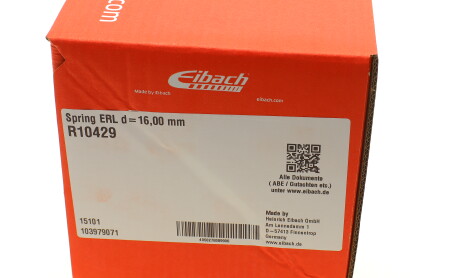 .com
Eibach
Made by Eibach
eibach.com
Spring ERL d=16,00 mm
R10429
Alle Dokumente
( ABE / Gutachten etc.)
unter www.eibach.de
Made by
Heinrich Eibach GmbH
Am Lennedamm 1
D-57413 Finnentrop
Germany
www.eibach.de
15101
103979071